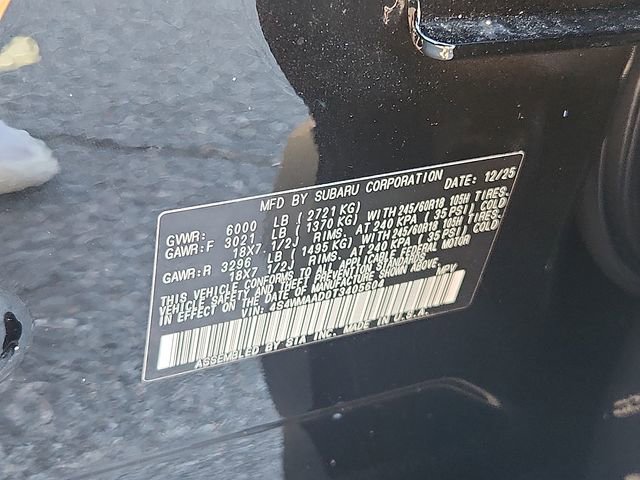 MFD BY SUBARU CORPORATION
DATE: 12/25
GVWR: 6000 LB ( 2721 KG)
GAWR:F 3021 LB ( 1370 KG) WITH 245/60R18 105H TIRES,
18X7 1/2J RIMS, AT 240 KPA ( 35 PSI) COLD
GAWR:R 3296 LB ( 1495 KG) WITH 245/60R18 105H TIRES,
18X7 1/2J RIMS, AT 240 KPA ( 35 PSI) COLD
THIS VEHICLE CONFORMS TO ALL APPLICABLE FEDERAL MOTOR
VEHICLE SAFETY AND THEFT PREVENTION STANDARDS
IN EFFECT ON THE DATE OF MANUFACTURE SHOWN ABOVE.
VIN: 4S4WMAAD0T3405604 MPV
ASSEMBLED BY SIA INC. MADE IN U.S.A.